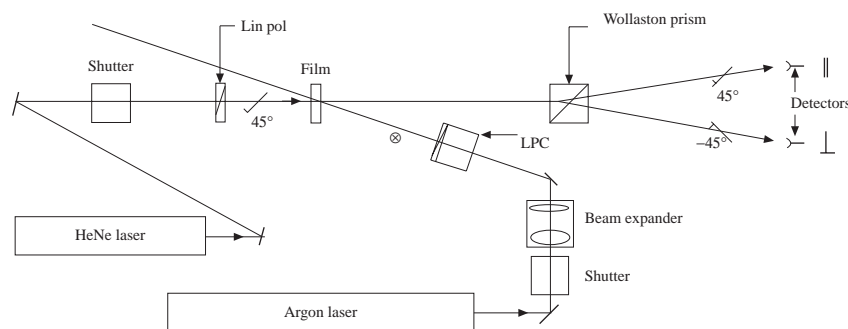 Lin pol
Wollaston prism
Shutter
Film
45°
45°
Detectors
−45°
LPC
⊗
∥
⊥
Beam expander
HeNe laser
Shutter
Argon laser